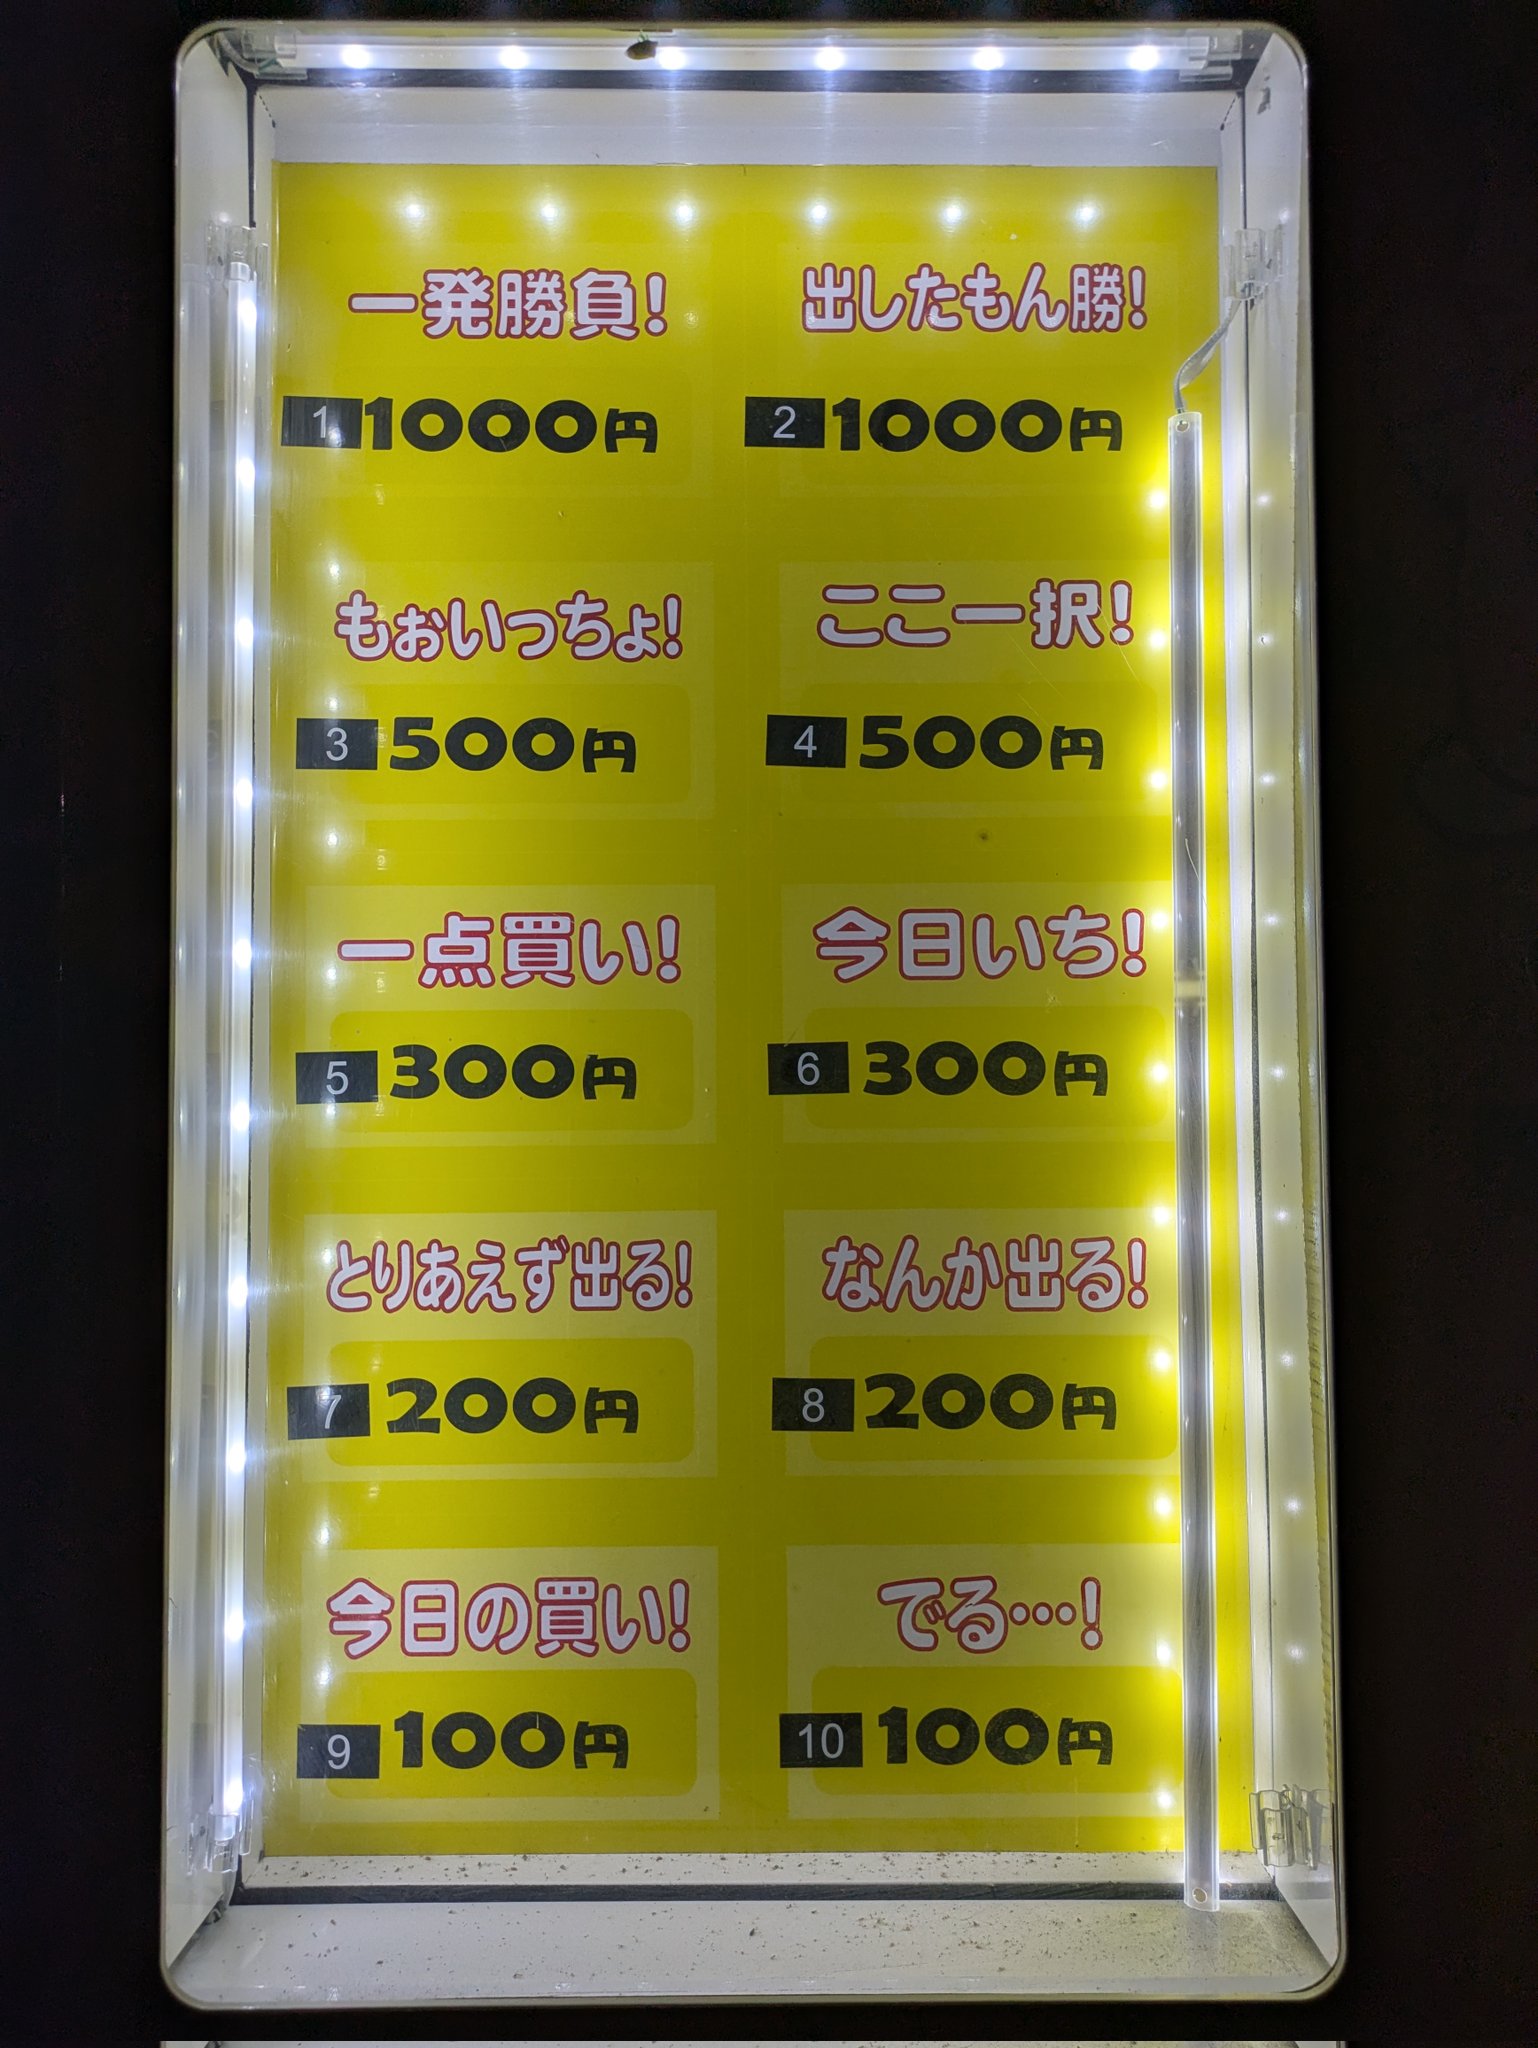 一発勝負!
1 1000円
出したもん勝!
2 1000円
もぉいっちょ!
3 500円
ここ一択!
4 500円
一点買い!
5 300円
今日いち!
6 300円
とりあえず出る!
7 200円
なんか出る!
8 200円
今日の買い!
9 100円
でる…!
10 100円